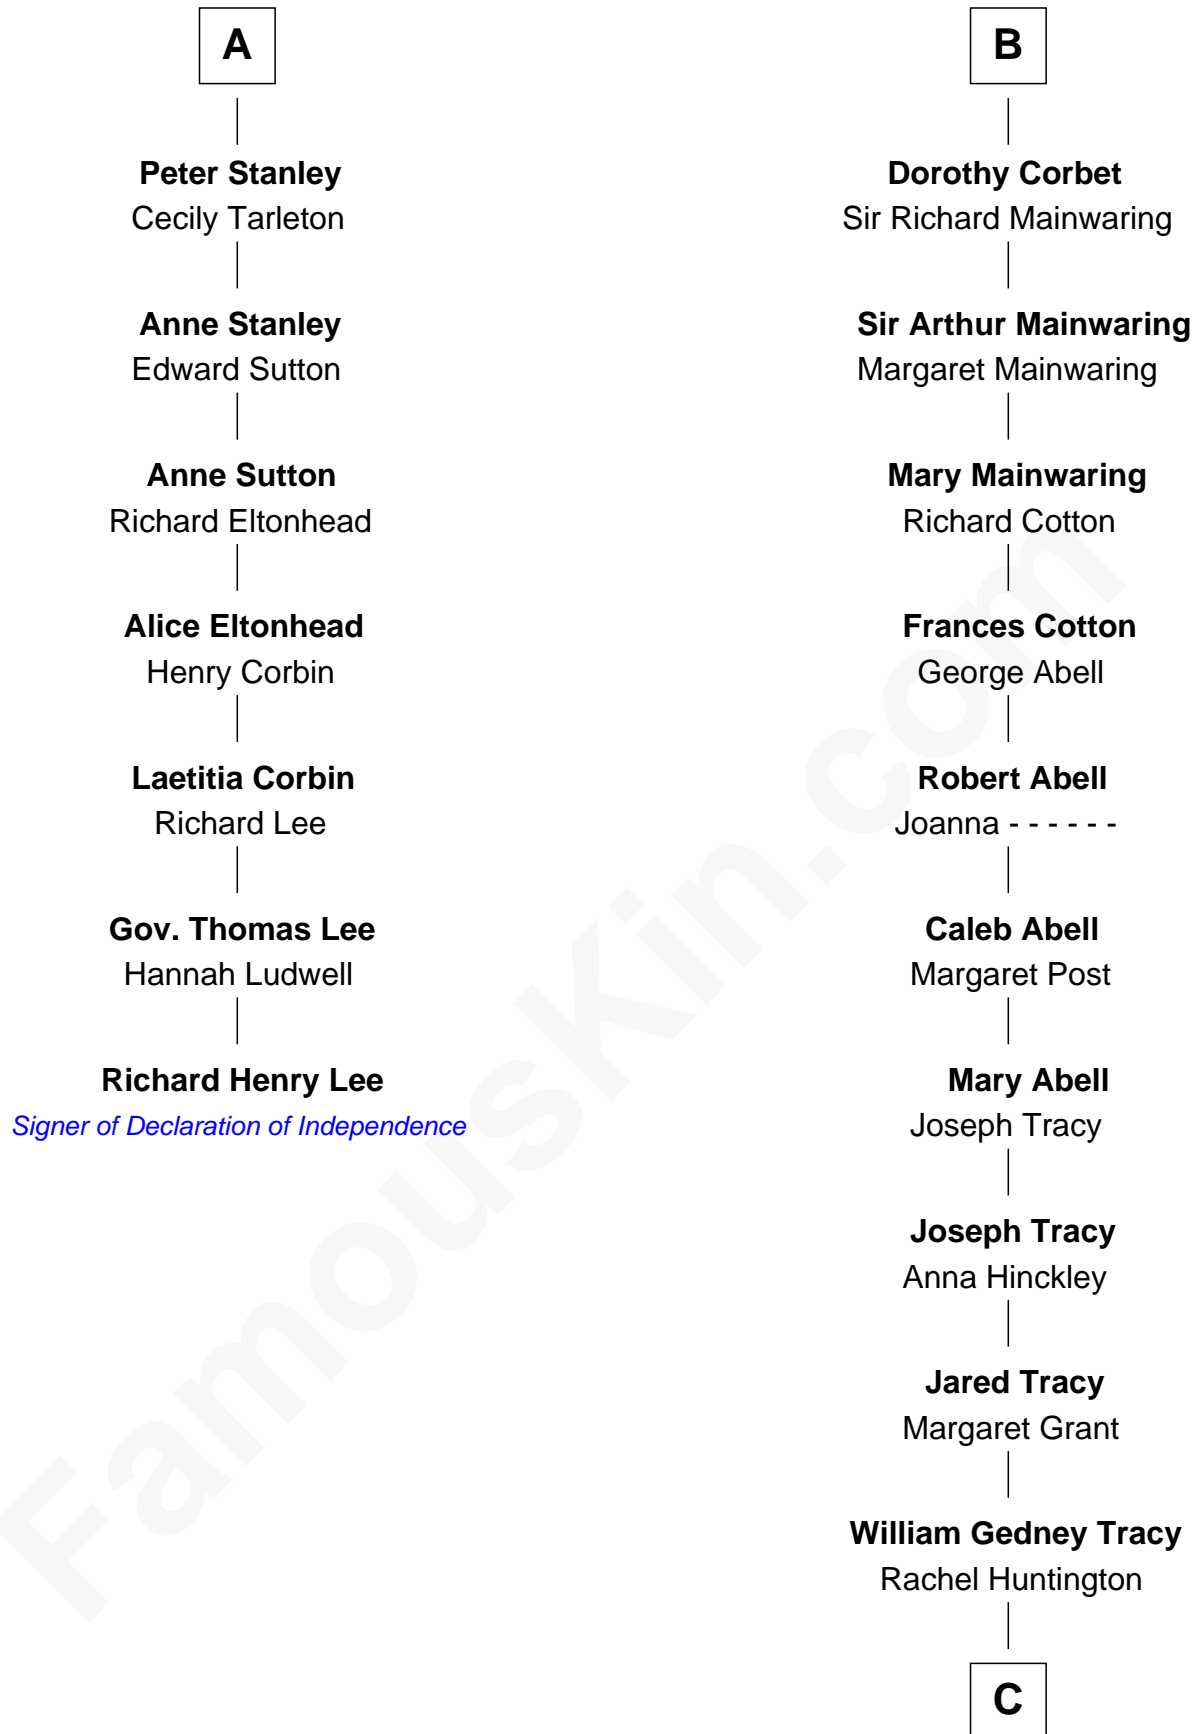 A
Peter Stanley
Cecily Tarleton
Anne Stanley
Edward Sutton
Anne Sutton
Richard Eltonhead
Alice Eltonhead
Henry Corbin
Laetitia Corbin
Richard Lee
Gov. Thomas Lee
Hannah Ludwell
Richard Henry Lee
Signer of Declaration of Independence
B
Dorothy Corbet
Sir Richard Mainwaring
Sir Arthur Mainwaring
Margaret Mainwaring
Mary Mainwaring
Richard Cotton
Frances Cotton
George Abell
Robert Abell
Joanna - - - - - -
Caleb Abell
Margaret Post
Mary Abell
Joseph Tracy
Joseph Tracy
Anna Hinckley
Jared Tracy
Margaret Grant
William Gedney Tracy
Rachel Huntington
C
FamousKin.com